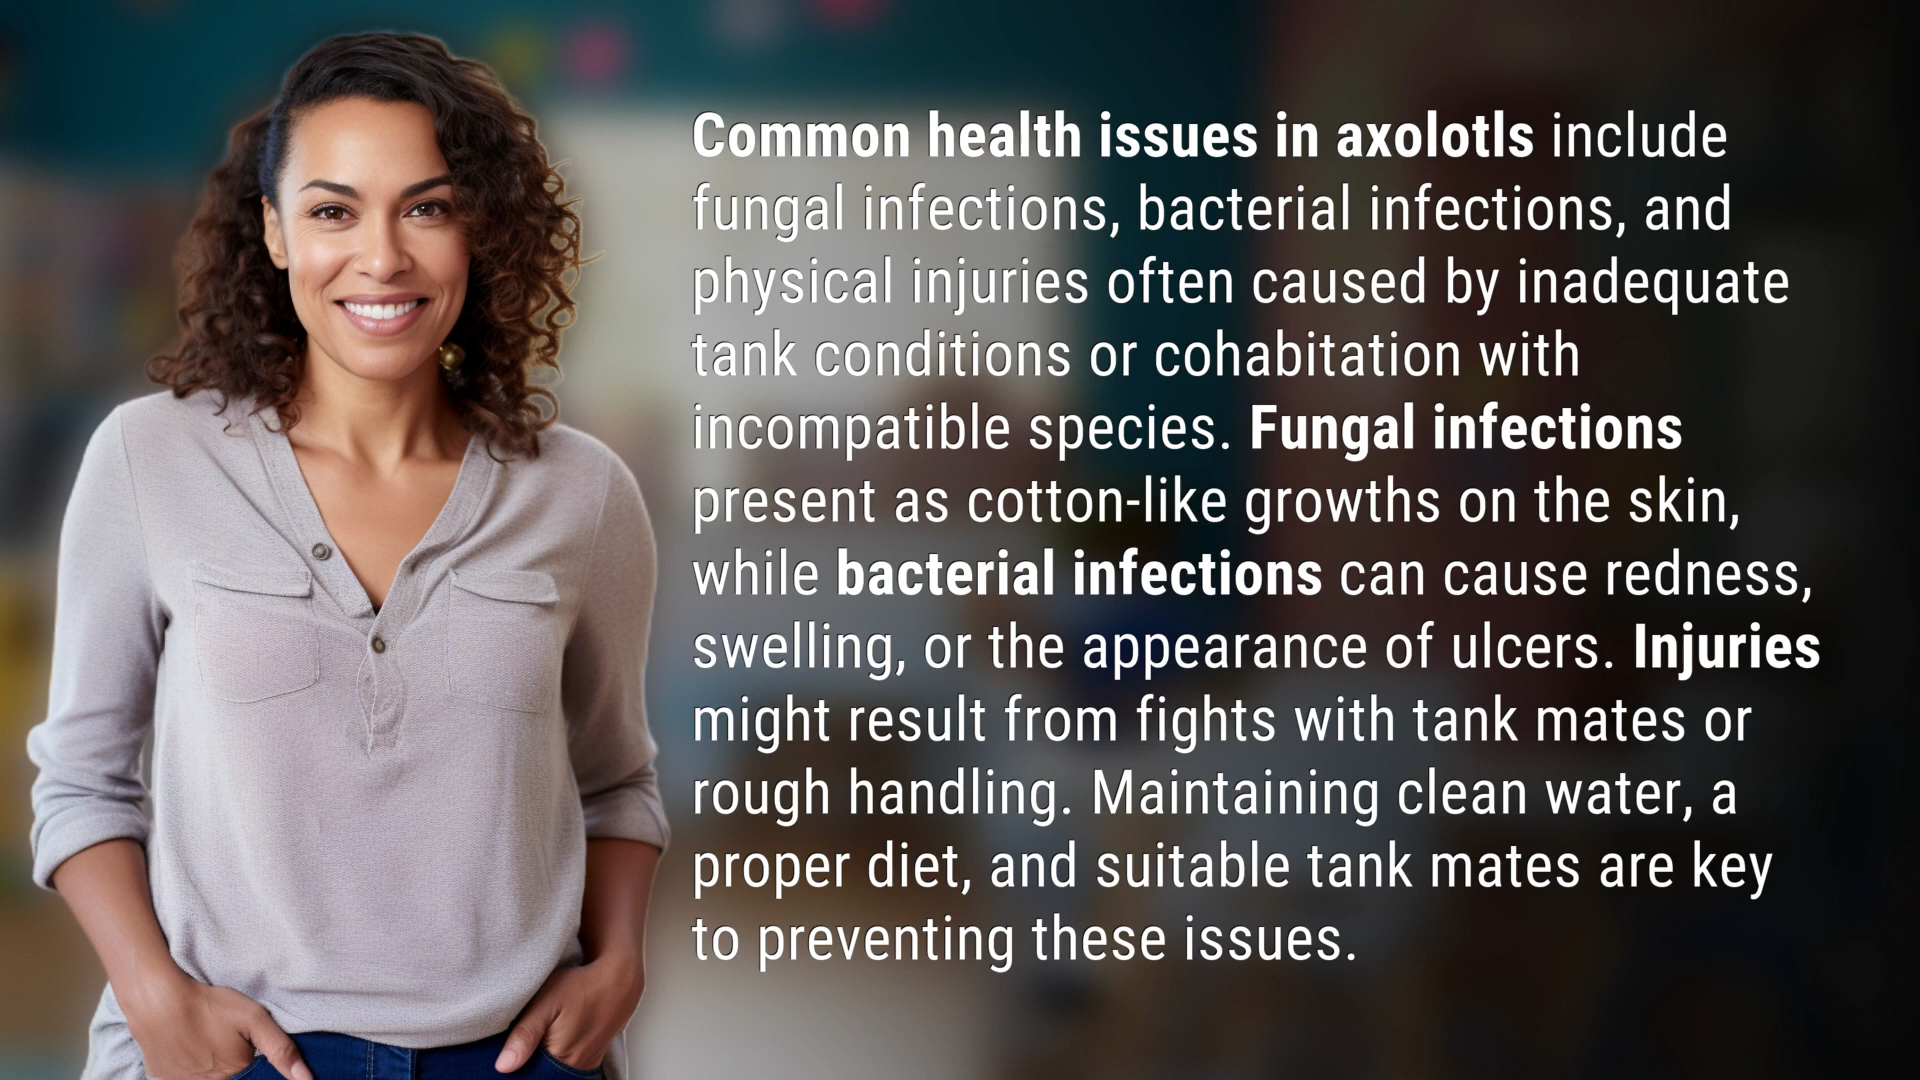 Common health issues in axolotls include
fungal infections, bacterial infections, and
physical injuries often caused by inadequate
tank conditions or cohabitation with
incompatible species. Fungal infections
present as cotton-like growths on the skin,
while bacterial infections can cause redness,
swelling, or the appearance of ulcers. Injuries
might result from fights with tank mates or
rough handling. Maintaining clean water, a
proper diet, and suitable tank mates are key
to preventing these issues.